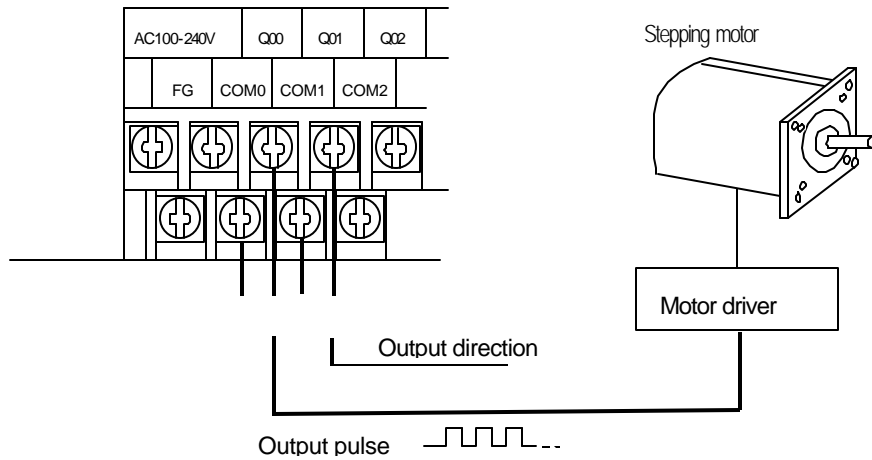 AC100-240V Q00 Q01 Q02
FG COM0 COM1 COM2
Stepping motor
Motor driver
Output direction
Output pulse